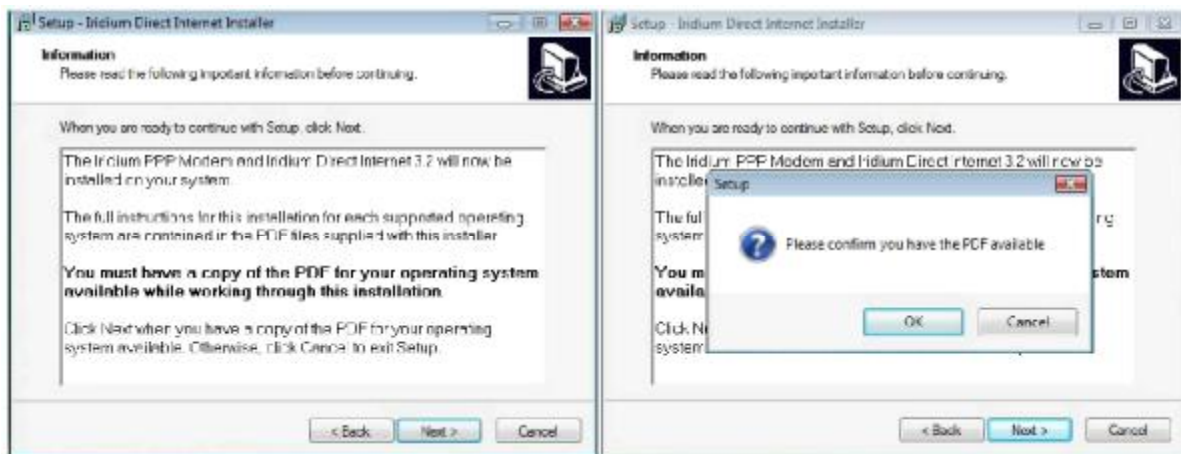 Setup - Iridium Direct Internet Installer
Information
Please read the following important information before continuing.
When you are ready to continue with Setup, click Next.
The Iridium PPP Modem and Iridium Direct Internet 3.2 will now be
installed on your system.
The full instructions for this installation for each supported operating
system are contained in the PDF files supplied with this installer
You must have a copy of the PDF for your operating system
available while working through this installation.
Click Next when you have a copy of the PDF for your operating
system available. Otherwise, click Cancel to exit Setup.
< Back
Next >
Cancel
Setup - Iridium Direct Internet Installer
Information
Please read the following important information before continuing.
When you are ready to continue with Setup, click Next.
The Iridium PPP Modem and Iridium Direct Internet 3.2 will now be
installe
Setup
The ful
ng
system
Please confirm you have the PDF available
You m
stem
availa
OK
Cancel
Click N
system
< Back
Next >
Cancel